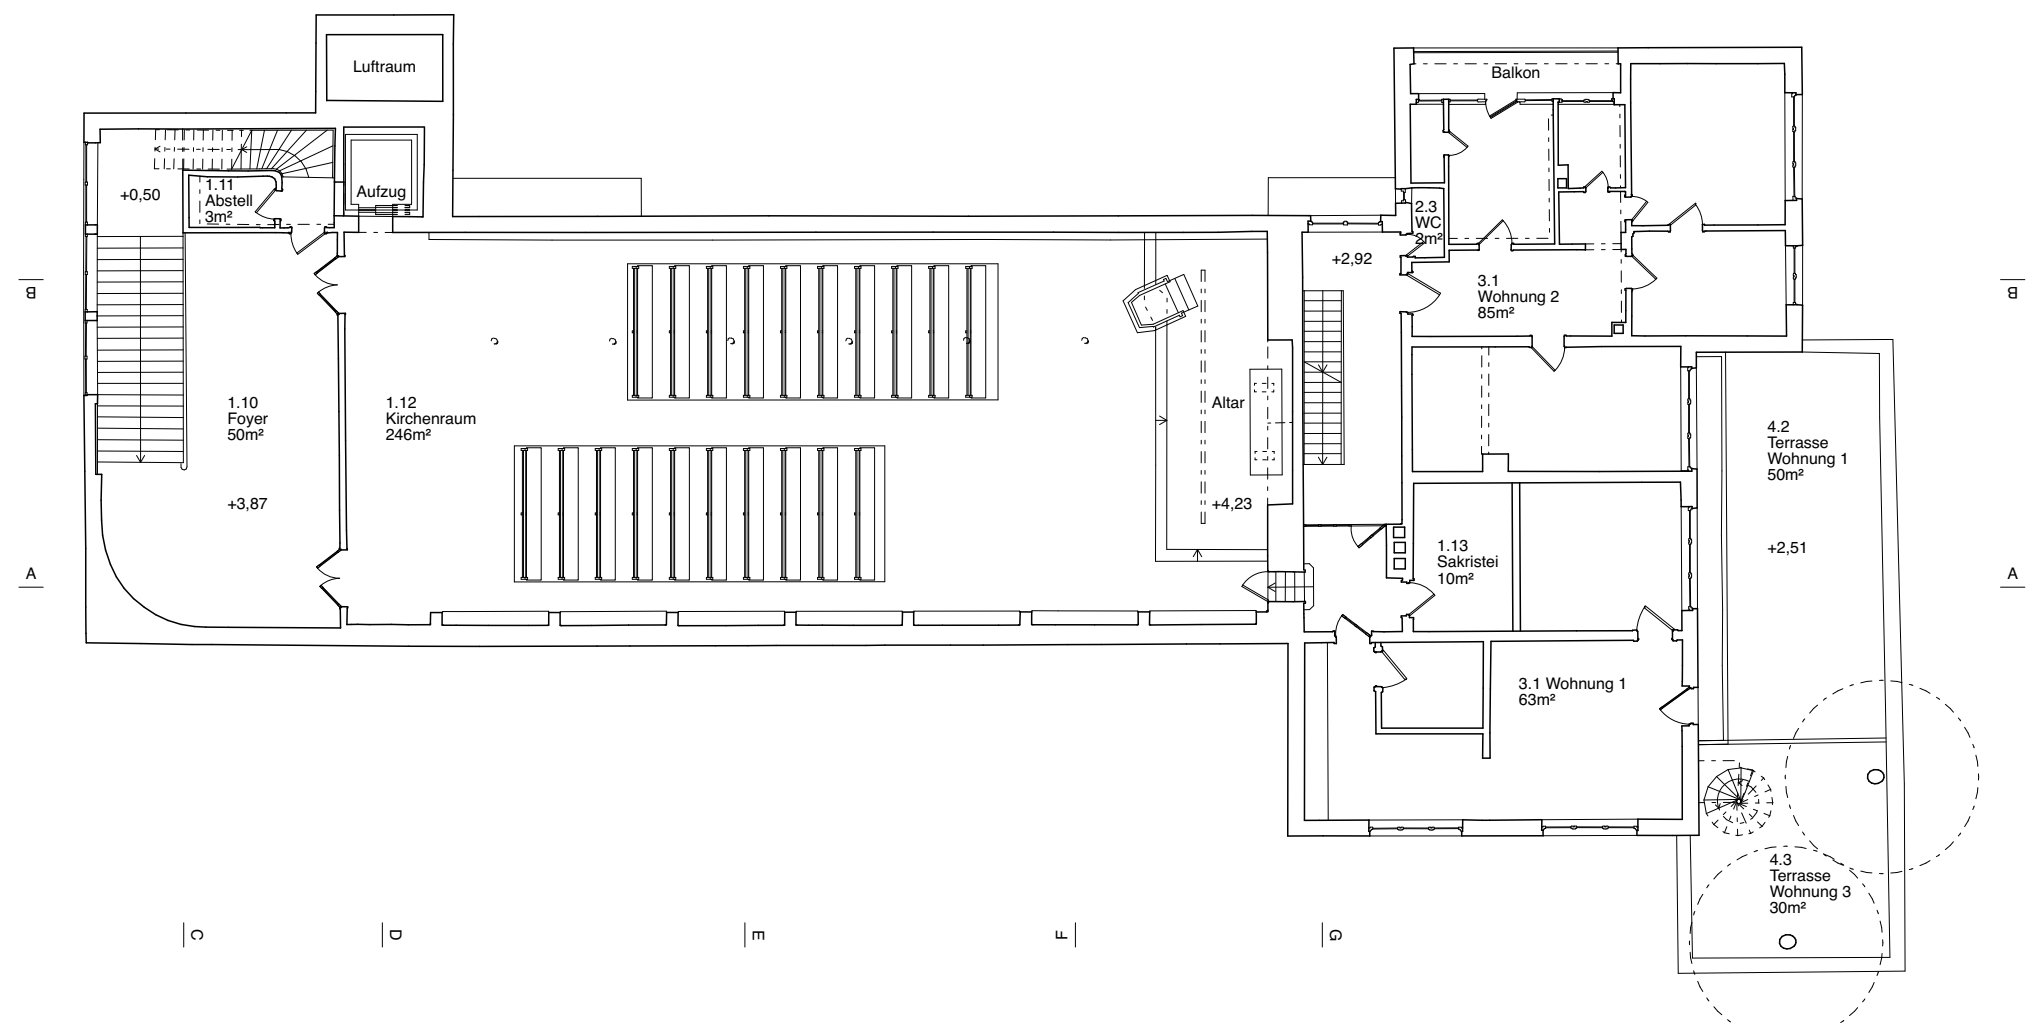 Luftraum
Balkon
+0,50
1.11
Abstell
3m²
Aufzug
2.3
WC
2m²
+2,92
B
3.1
Wohnung 2
85m²
B
1.10
Foyer
50m²
1.12
Kirchenraum
246m²
Altar
4.2
Terrasse
Wohnung 1
50m²
+3,87
+4,23
+2,51
A
1.13
Sakristei
10m²
A
3.1 Wohnung 1
63m²
4.3
Terrasse
Wohnung 3
30m²
C
D
E
F
G